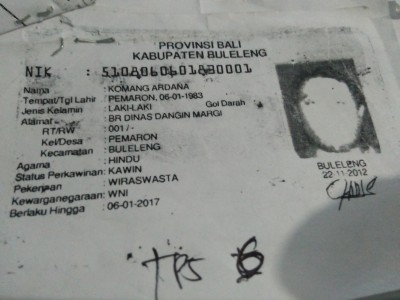 PROVINSI BALI
KABUPATEN BULELENG
NIK : 5108060601830001
Nama : KOMANG ARDANA
Tempat/Tgl Lahir : PEMARON, 06-01-1983
Jenis Kelamin : LAKI-LAKI Gol Darah
Alamat : BR DINAS DANGIN MARGI
RT/RW : 001/-
Kel/Desa : PEMARON
Kecamatan : BULELENG
Agama : HINDU
Status Perkawinan: KAWIN
Pekerjaan : WIRASWASTA
Kewarganegaraan: WNI
Berlaku Hingga : 06-01-2017
BULELENG
22-11-2012
TPS 6